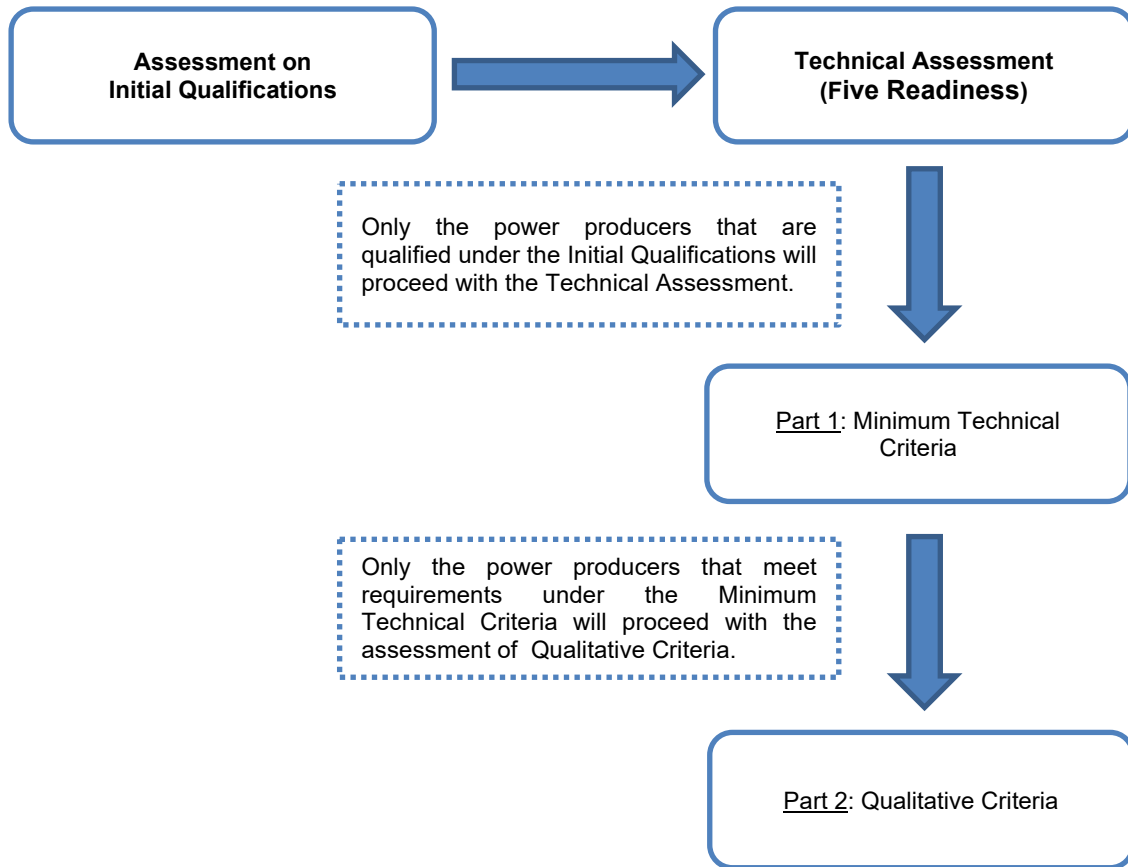 Assessment on
Initial Qualifications
Technical Assessment
(Five Readiness)
Only the power producers that are
qualified under the Initial Qualifications will
proceed with the Technical Assessment.
Part 1: Minimum Technical
Criteria
Only the power producers that meet
requirements under the Minimum
Technical Criteria will proceed with the
assessment of Qualitative Criteria.
Part 2: Qualitative Criteria